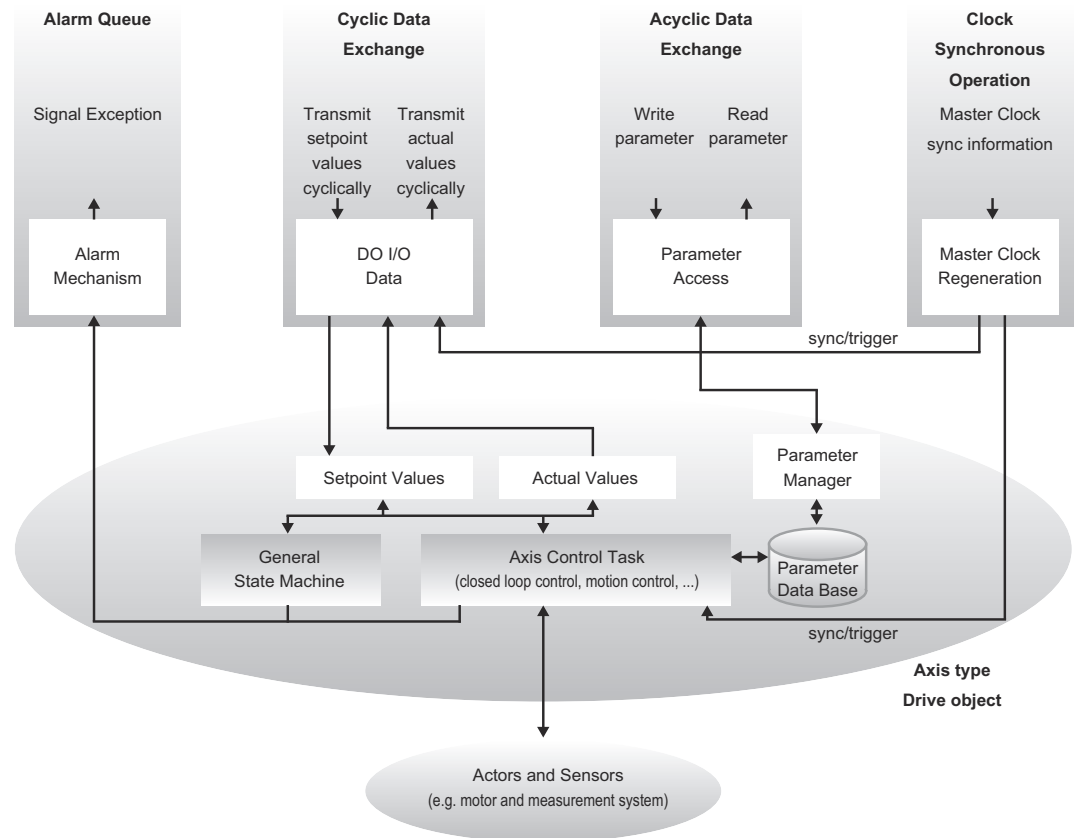 Alarm Queue
Signal Exception
Alarm
Mechanism
Cyclic Data
Exchange
Transmit
setpoint
values
cyclically
Transmit
actual
values
cyclically
DO I/O
Data
Acyclic Data
Exchange
Write
parameter
Read
parameter
Parameter
Access
Clock
Synchronous
Operation
Master Clock
sync information
Master Clock
Regeneration
sync/trigger
Setpoint Values
Actual Values
Parameter
Manager
General
State Machine
Axis Control Task
(closed loop control, motion control, ...)
Parameter
Data Base
sync/trigger
Axis type
Drive object
Actors and Sensors
(e.g. motor and measurement system)